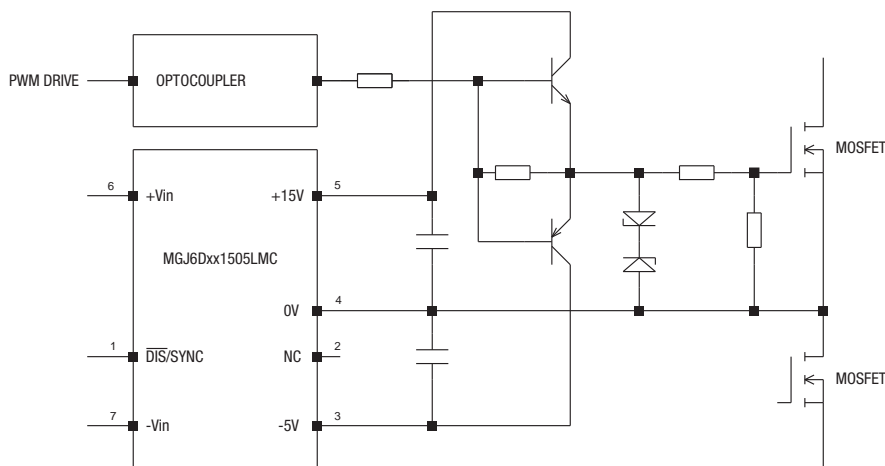 PWM DRIVE
OPTOCOUPLER
MOSFET
6
+Vin
+15V
5
MGJ6Dxx1505LMC
0V
4
1
DIS/SYNC
NC
2
MOSFET
7
-Vin
-5V
3